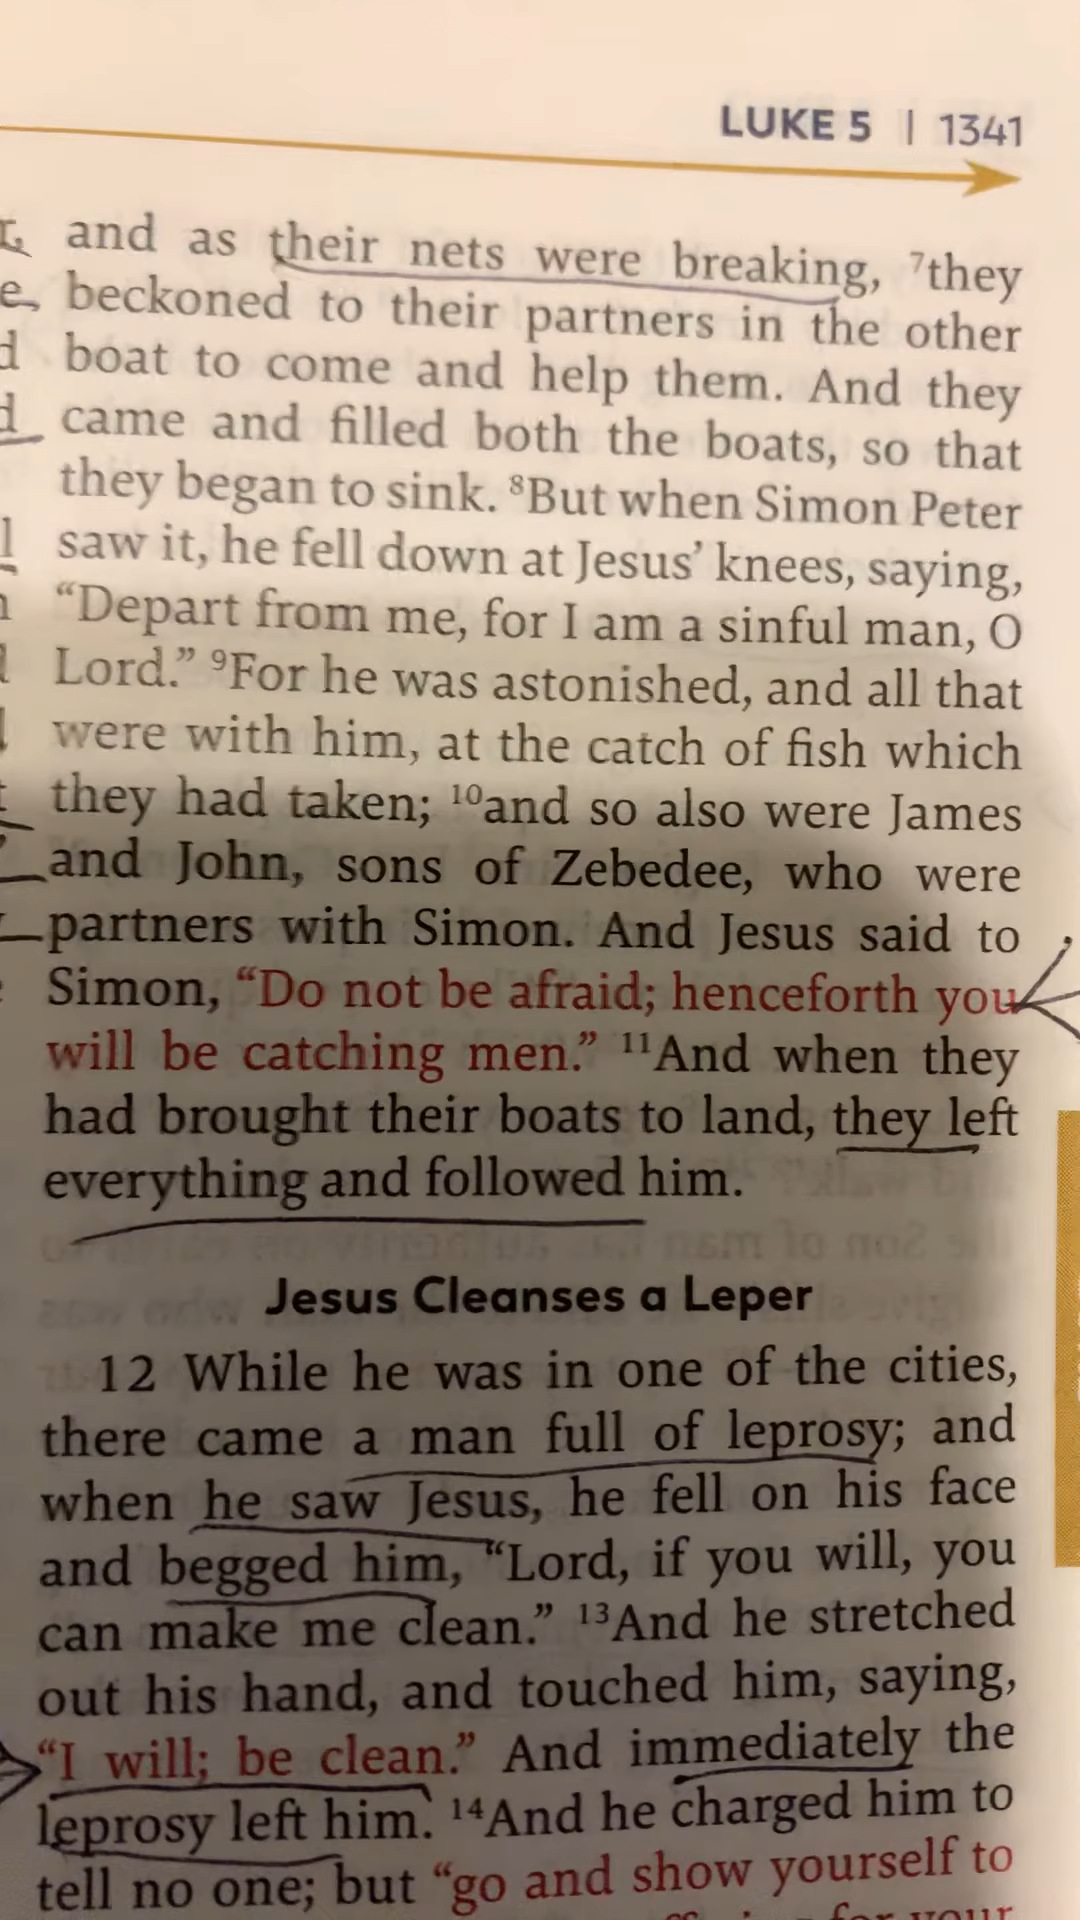 LUKE 5 | 1341
and as their nets were breaking, ⁷they
beckoned to their partners in the other
boat to come and help them. And they
came and filled both the boats, so that
they began to sink. ⁸But when Simon Peter
saw it, he fell down at Jesus’ knees, saying,
“Depart from me, for I am a sinful man, O
Lord.” ⁹For he was astonished, and all that
were with him, at the catch of fish which
they had taken; ¹⁰and so also were James
and John, sons of Zebedee, who were
partners with Simon. And Jesus said to
Simon, “Do not be afraid; henceforth you
will be catching men.” ¹¹And when they
had brought their boats to land, they left
everything and followed him.
Jesus Cleanses a Leper
12 While he was in one of the cities,
there came a man full of leprosy; and
when he saw Jesus, he fell on his face
and begged him, “Lord, if you will, you
can make me clean.” ¹³And he stretched
out his hand, and touched him, saying,
“I will; be clean.” And immediately the
leprosy left him. ¹⁴And he charged him to
tell no one; but “go and show yourself to